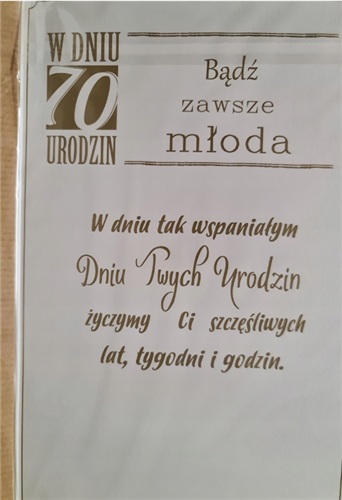 W DNIU
70
URODZIN
Bądź
zawsze
młoda
W dniu tak wspaniałym
Dniu Twych Urodzin
życzymy Ci szczęśliwych
lat, tygodni i godzin.